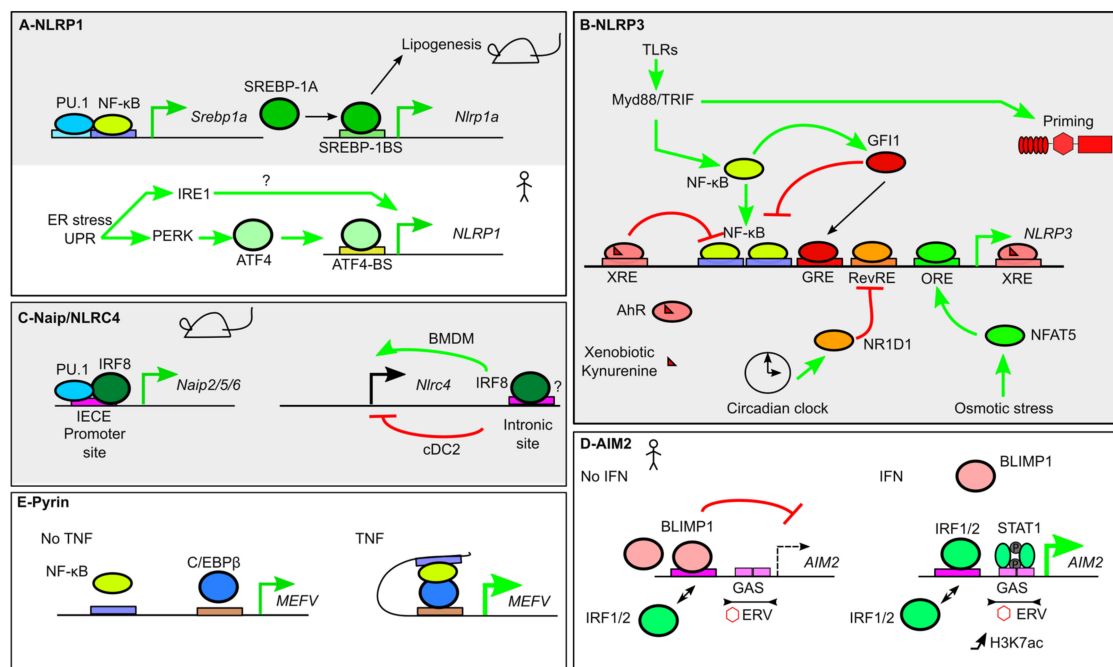 A-NLRP1
Lipogenesis
PU.1 NF-κB
Srebp1a
SREBP-1A
SREBP-1BS
Nlrp1a
ER stress
UPR
IRE1
?
PERK
ATF4
ATF4-BS
NLRP1
B-NLRP3
TLRs
Myd88/TRIF
Priming
GFI1
NF-κB
NF-κB
NLRP3
XRE
GRE
RevRE
ORE
XRE
AhR
Xenobiotic
Kynurenine
NR1D1
NFAT5
Circadian clock
Osmotic stress
C-Naip/NLRC4
PU.1
IRF8
Naip2/5/6
IECE
Promoter
site
BMDM
Nlrc4
IRF8
?
cDC2
Intronic
site
D-AIM2
No IFN
BLIMP1
AIM2
GAS
IRF1/2
ERV
IFN
BLIMP1
IRF1/2
STAT1
P
P
AIM2
GAS
IRF1/2
ERV
H3K7ac
E-Pyrin
No TNF
NF-κB
C/EBPβ
MEFV
TNF
MEFV